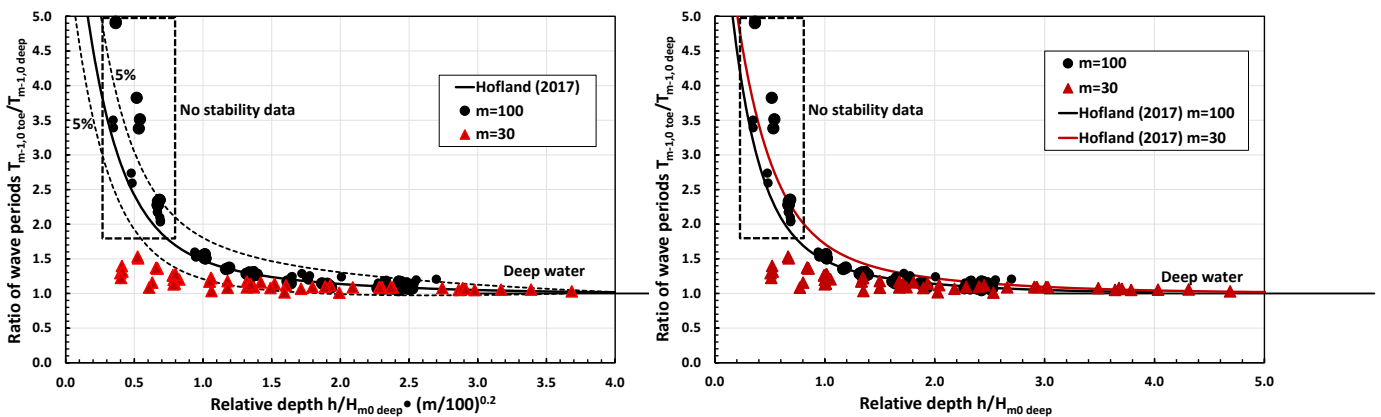 Ratio of wave periods T m-1,0 toe/T m-1,0 deep
5.0
4.5
4.0
3.5
3.0
2.5
2.0
1.5
1.0
0.5
0.0
0.0 0.5 1.0 1.5 2.0 2.5 3.0 3.5 4.0
Relative depth h/Hm0 deep • (m/100)^0.2
5%
5%
No stability data
Hofland (2017)
m=100
m=30
Deep water
Ratio of wave periods T m-1,0 toe/T m-1,0 deep
5.0
4.5
4.0
3.5
3.0
2.5
2.0
1.5
1.0
0.5
0.0
0.0 1.0 2.0 3.0 4.0 5.0
Relative depth h/Hm0 deep
No stability data
m=100
m=30
Hofland (2017) m=100
Hofland (2017) m=30
Deep water